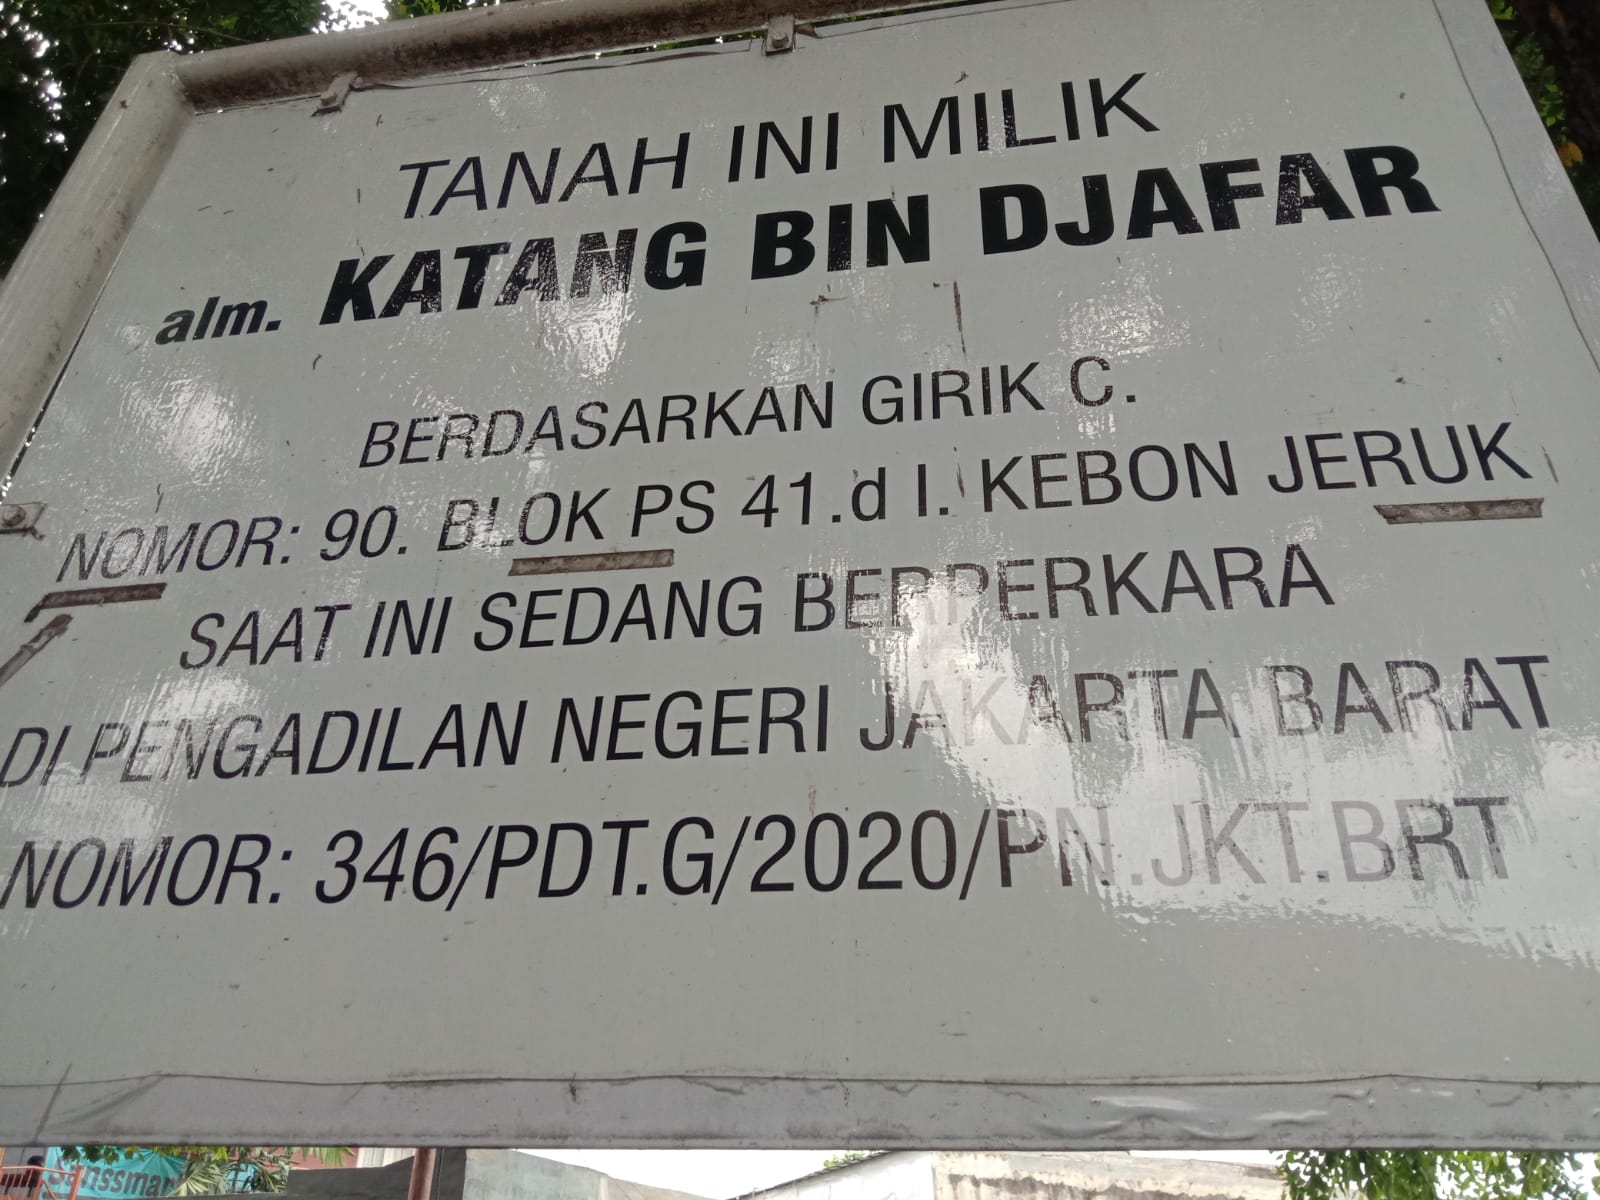 TANAH INI MILIK
alm. KATANG BIN DJAFAR
BERDASARKAN GIRIK C.
NOMOR: 90. BLOK PS 41.d I. KEBON JERUK
SAAT INI SEDANG BERPERKARA
DI PENGADILAN NEGERI JAKARTA BARAT
NOMOR: 346/PDT.G/2020/PN.JKT.BRT